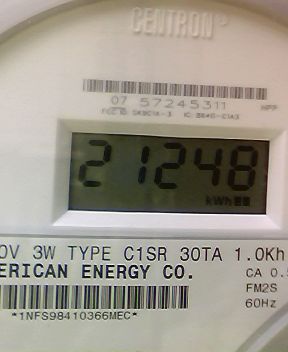 CENTRON®
07 57245311
HPP
21248
kWh
0V 3W TYPE C1SR 30TA 1.0Kh
ERICAN ENERGY CO.
CA 0.5
FM2S
60Hz
*1NFS98410366MEC*